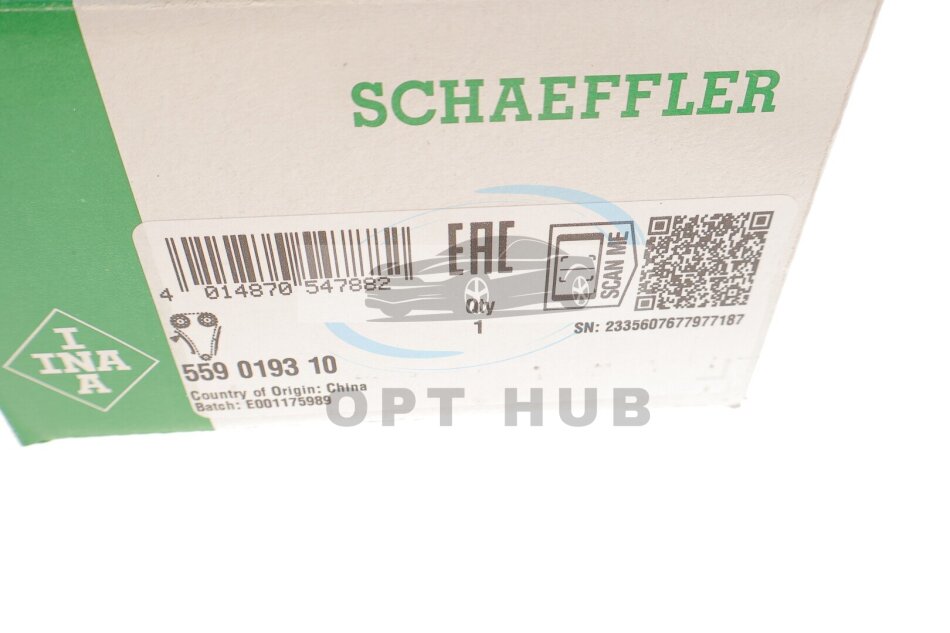 SCHAEFFLER
EAC
SCAN ME
4 014870 547882
Qty
1
SN: 2335607677977187
INA
INA
559 0193 10
Country of Origin: China
Batch: E001175989
OPT HUB